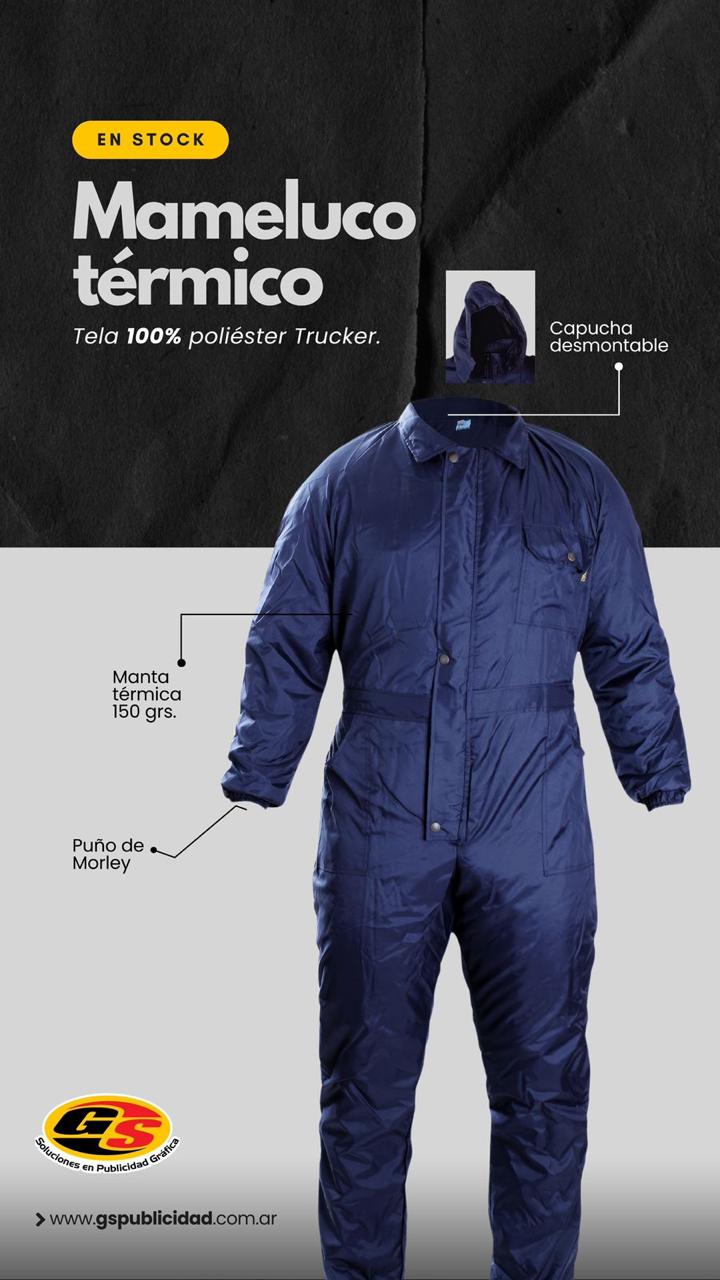 EN STOCK
Mameluco
térmico
Tela 100% poliéster Trucker.
Capucha
desmontable
Manta
térmica
150 grs.
Puño de
Morley
GS
Soluciones en Publicidad Gráfica
www.gspublicidad.com.ar